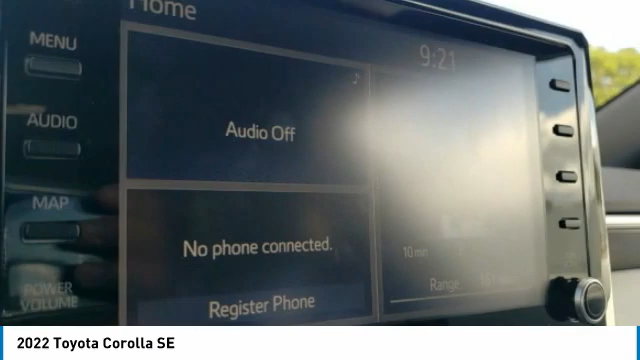 Home
MENU
9:21
AUDIO
Audio Off
MAP
No phone connected.
10 min
POWER
VOLUME
Range:
Register Phone
2022 Toyota Corolla SE